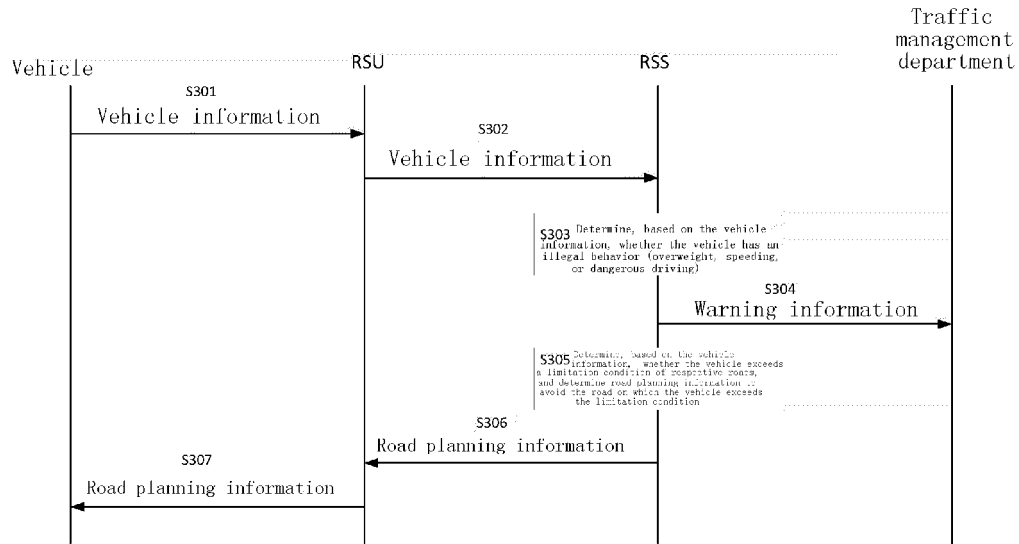 Traffic
management
department
Vehicle
RSU
RSS
S301
Vehicle information
S302
Vehicle information
S303 Determine, based on the vehicle
information, whether the vehicle has an
illegal behavior (overweight, speeding,
or dangerous driving)
S304
Warning information
S305 Determine, based on the vehicle
information, whether the vehicle exceeds
a limitation condition of respective roads,
and determine road planning information to
avoid the road on which the vehicle exceeds
the limitation condition
S306
Road planning information
S307
Road planning information